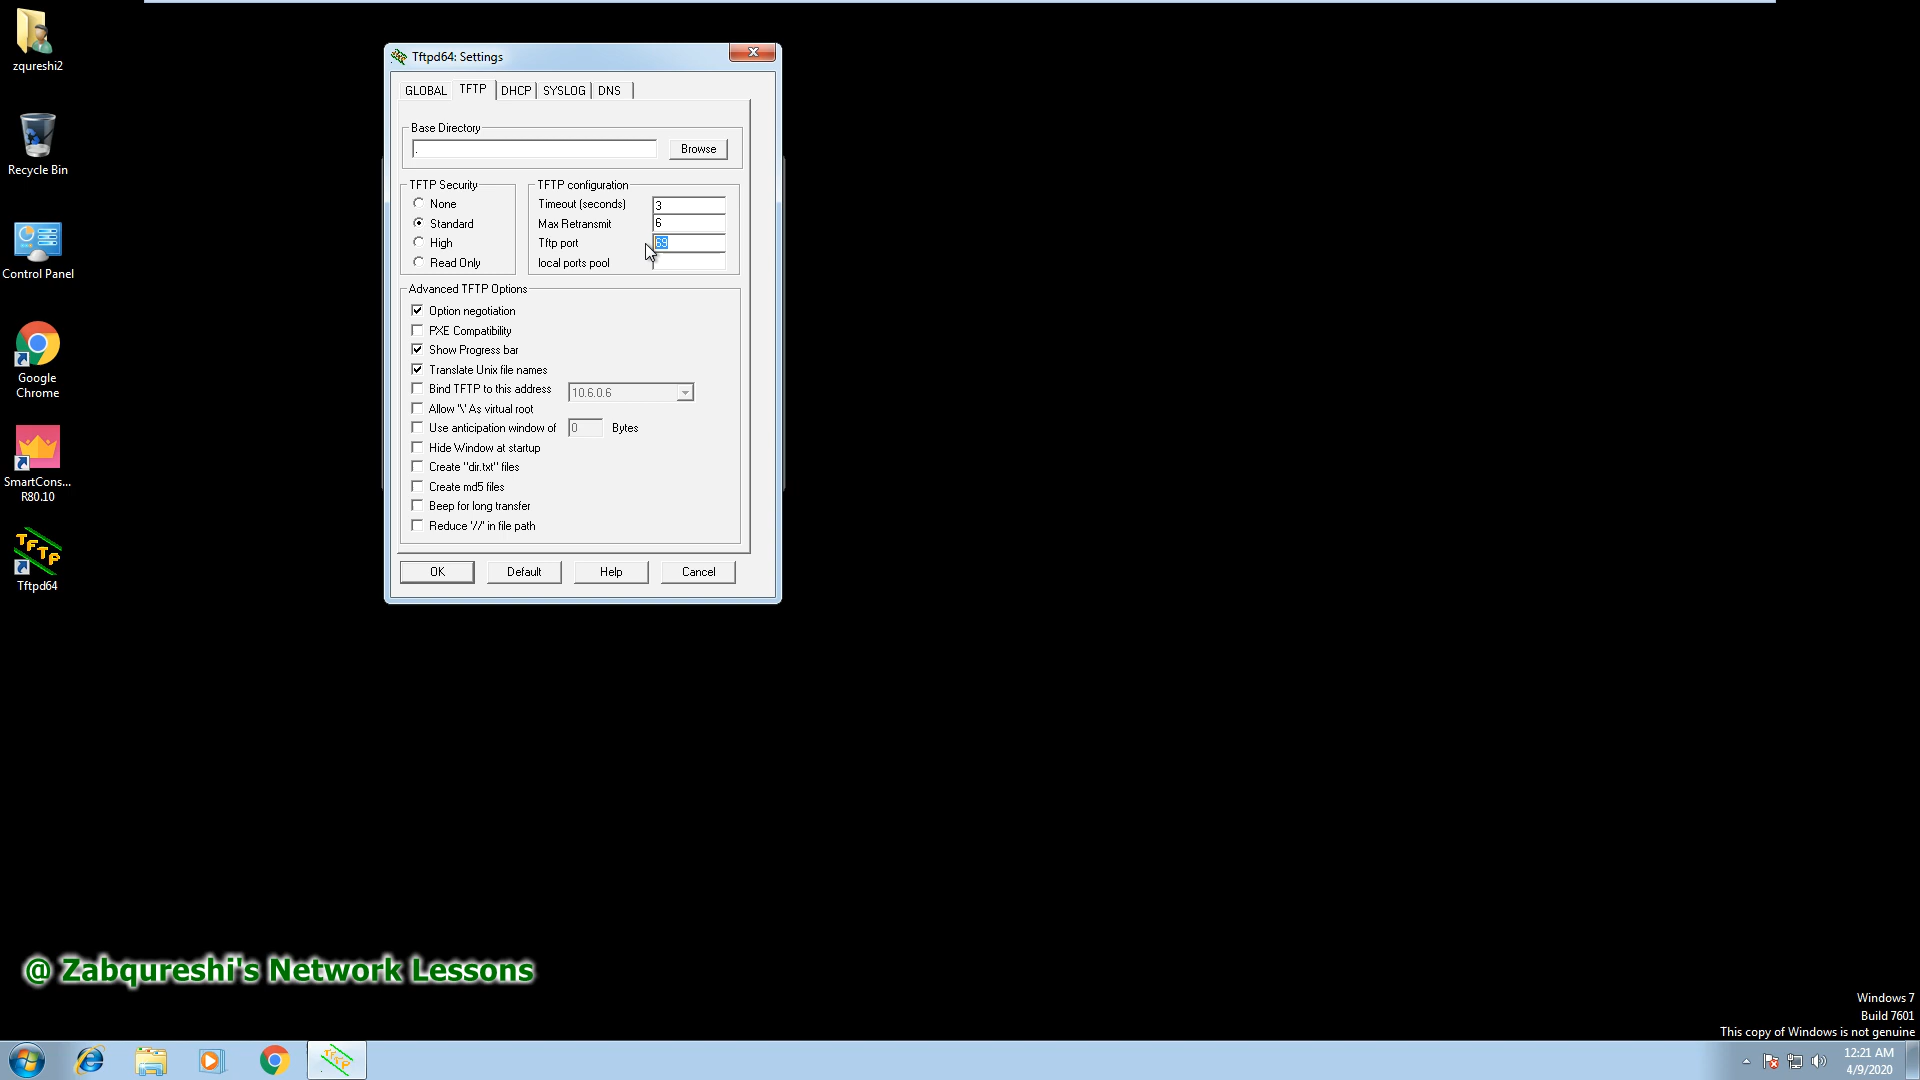 zqureshi2
Recycle Bin
Control Panel
Google
Chrome
SmartCons...
R80.10
TFTP
Tftpd64
Tftpd64: Settings
GLOBAL TFTP DHCP SYSLOG DNS
Base Directory
.
Browse
TFTP Security
None
Standard
High
Read Only
TFTP configuration
Timeout (seconds) 3
Max Retransmit 6
Tftp port 69
local ports pool
Advanced TFTP Options
Option negotiation
PXE Compatibility
Show Progress bar
Translate Unix file names
Bind TFTP to this address 10.6.0.6
Allow '\' As virtual root
Use anticipation window of 0 Bytes
Hide Window at startup
Create "dir.txt" files
Create md5 files
Beep for long transfer
Reduce '//' in file path
OK Default Help Cancel
@ Zabqureshi's Network Lessons
Windows 7
Build 7601
This copy of Windows is not genuine
TFTP
12:21 AM
4/9/2020